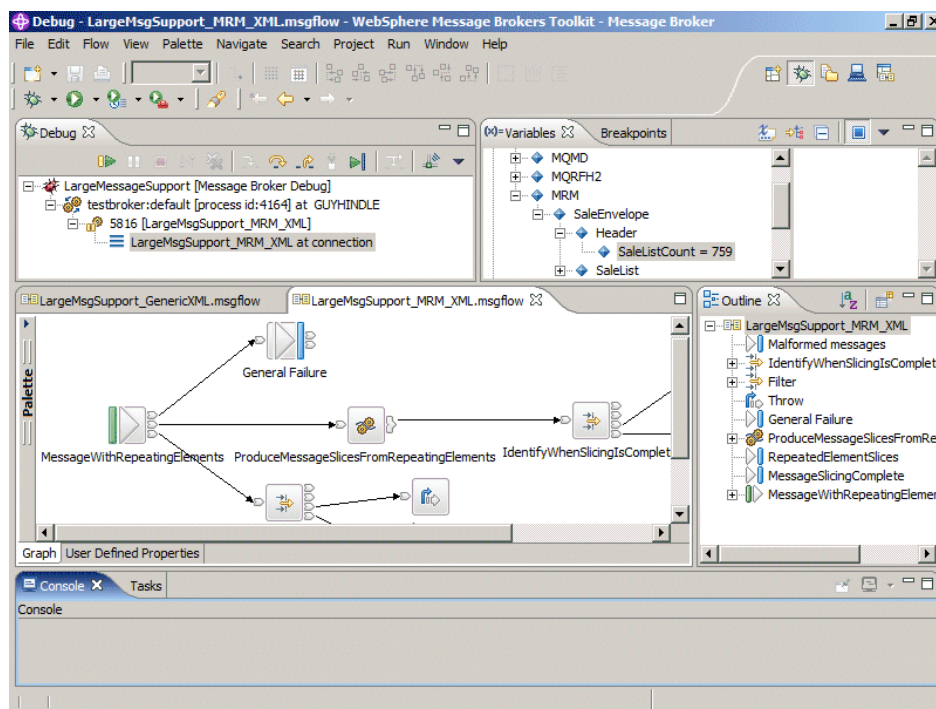 Debug - LargeMsgSupport_MRM_XML.msgflow - WebSphere Message Brokers Toolkit - Message Broker
File Edit Flow View Palette Navigate Search Project Run Window Help
Debug
(x)= Variables Breakpoints
LargeMessageSupport [Message Broker Debug]
testbroker:default [process id:4164] at GUYHINDLE
5816 [LargeMsgSupport_MRM_XML]
LargeMsgSupport_MRM_XML at connection
MQMD
MQRFH2
MRM
SaleEnvelope
Header
SaleListCount = 759
SaleList
LargeMsgSupport_GenericXML.msgflow LargeMsgSupport_MRM_XML.msgflow
Palette
General Failure
MessageWithRepeatingElements ProduceMessageSlicesFromRepeatingElements IdentifyWhenSlicingIsComplet
Graph User Defined Properties
Outline
LargeMsgSupport_MRM_XML
Malformed messages
IdentifyWhenSlicingIsComplet
Filter
Throw
General Failure
ProduceMessageSlicesFromRe
RepeatedElementSlices
MessageSlicingComplete
MessageWithRepeatingElemen
Console Tasks
Console